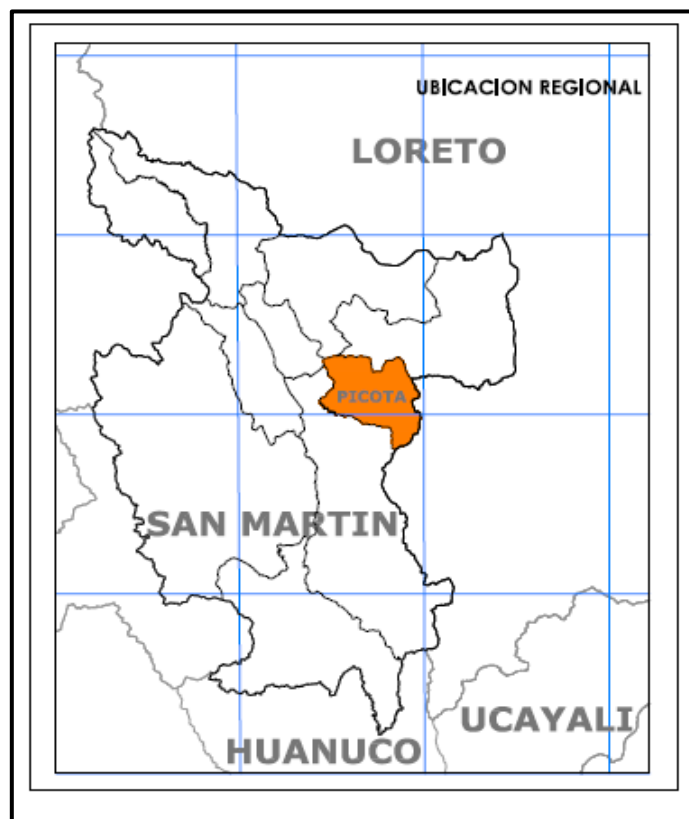 UBICACION REGIONAL
LORETO
PICOTA
SAN MARTIN
UCAYALI
HUANUCO